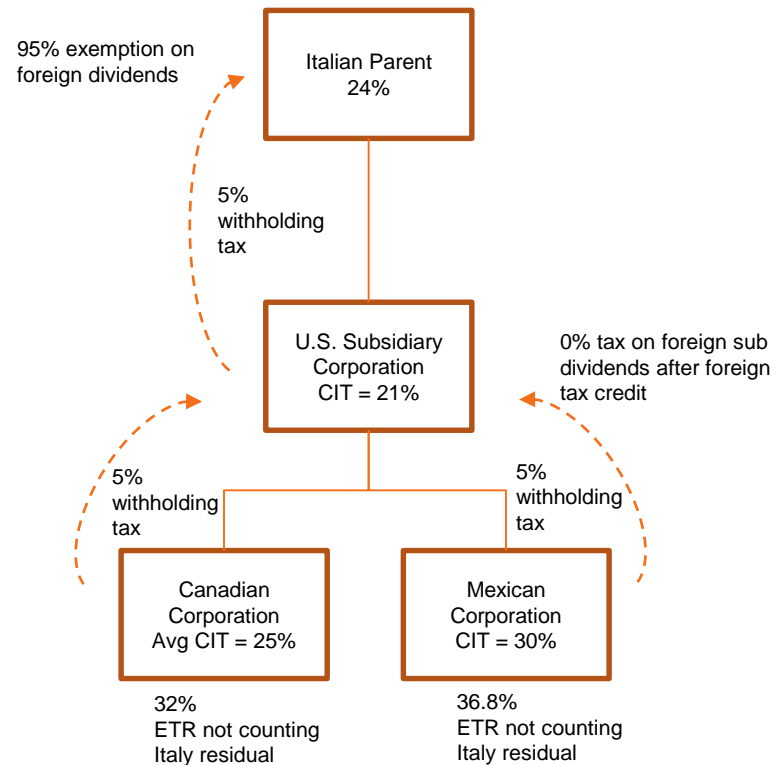 95% exemption on
foreign dividends
Italian Parent
24%
5%
withholding
tax
U.S. Subsidiary
Corporation
CIT = 21%
0% tax on foreign sub
dividends after foreign
tax credit
5%
withholding
tax
5%
withholding
tax
Canadian
Corporation
Avg CIT = 25%
Mexican
Corporation
CIT = 30%
32%
ETR not counting
Italy residual
36.8%
ETR not counting
Italy residual